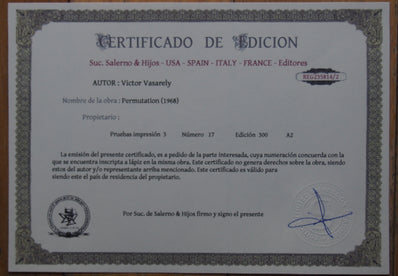 CERTIFICADO DE EDICION
Suc. Salerno & Hijos - USA - SPAIN - ITALY - FRANCE - Editores
REG235814/2
AUTOR : Victor Vasarely
Nombre de la obra : Permutation (1968)
Propietario :
Pruebas impresión 3 Número 17 Edición 300 A2
La emisión del presente certificado, es a pedido de la parte interesada, cuya numeración concuerda con la
que se encuentra inscripta a lápiz en la misma obra. Este certificado no genera derechos sobre la obra, siendo
estos del autor y/o representante arriba mencionado. Este certificado es válido para
siendo este el país de residencia del propietario.
Por Suc. de Salerno & Hijos firmo y signo el presente